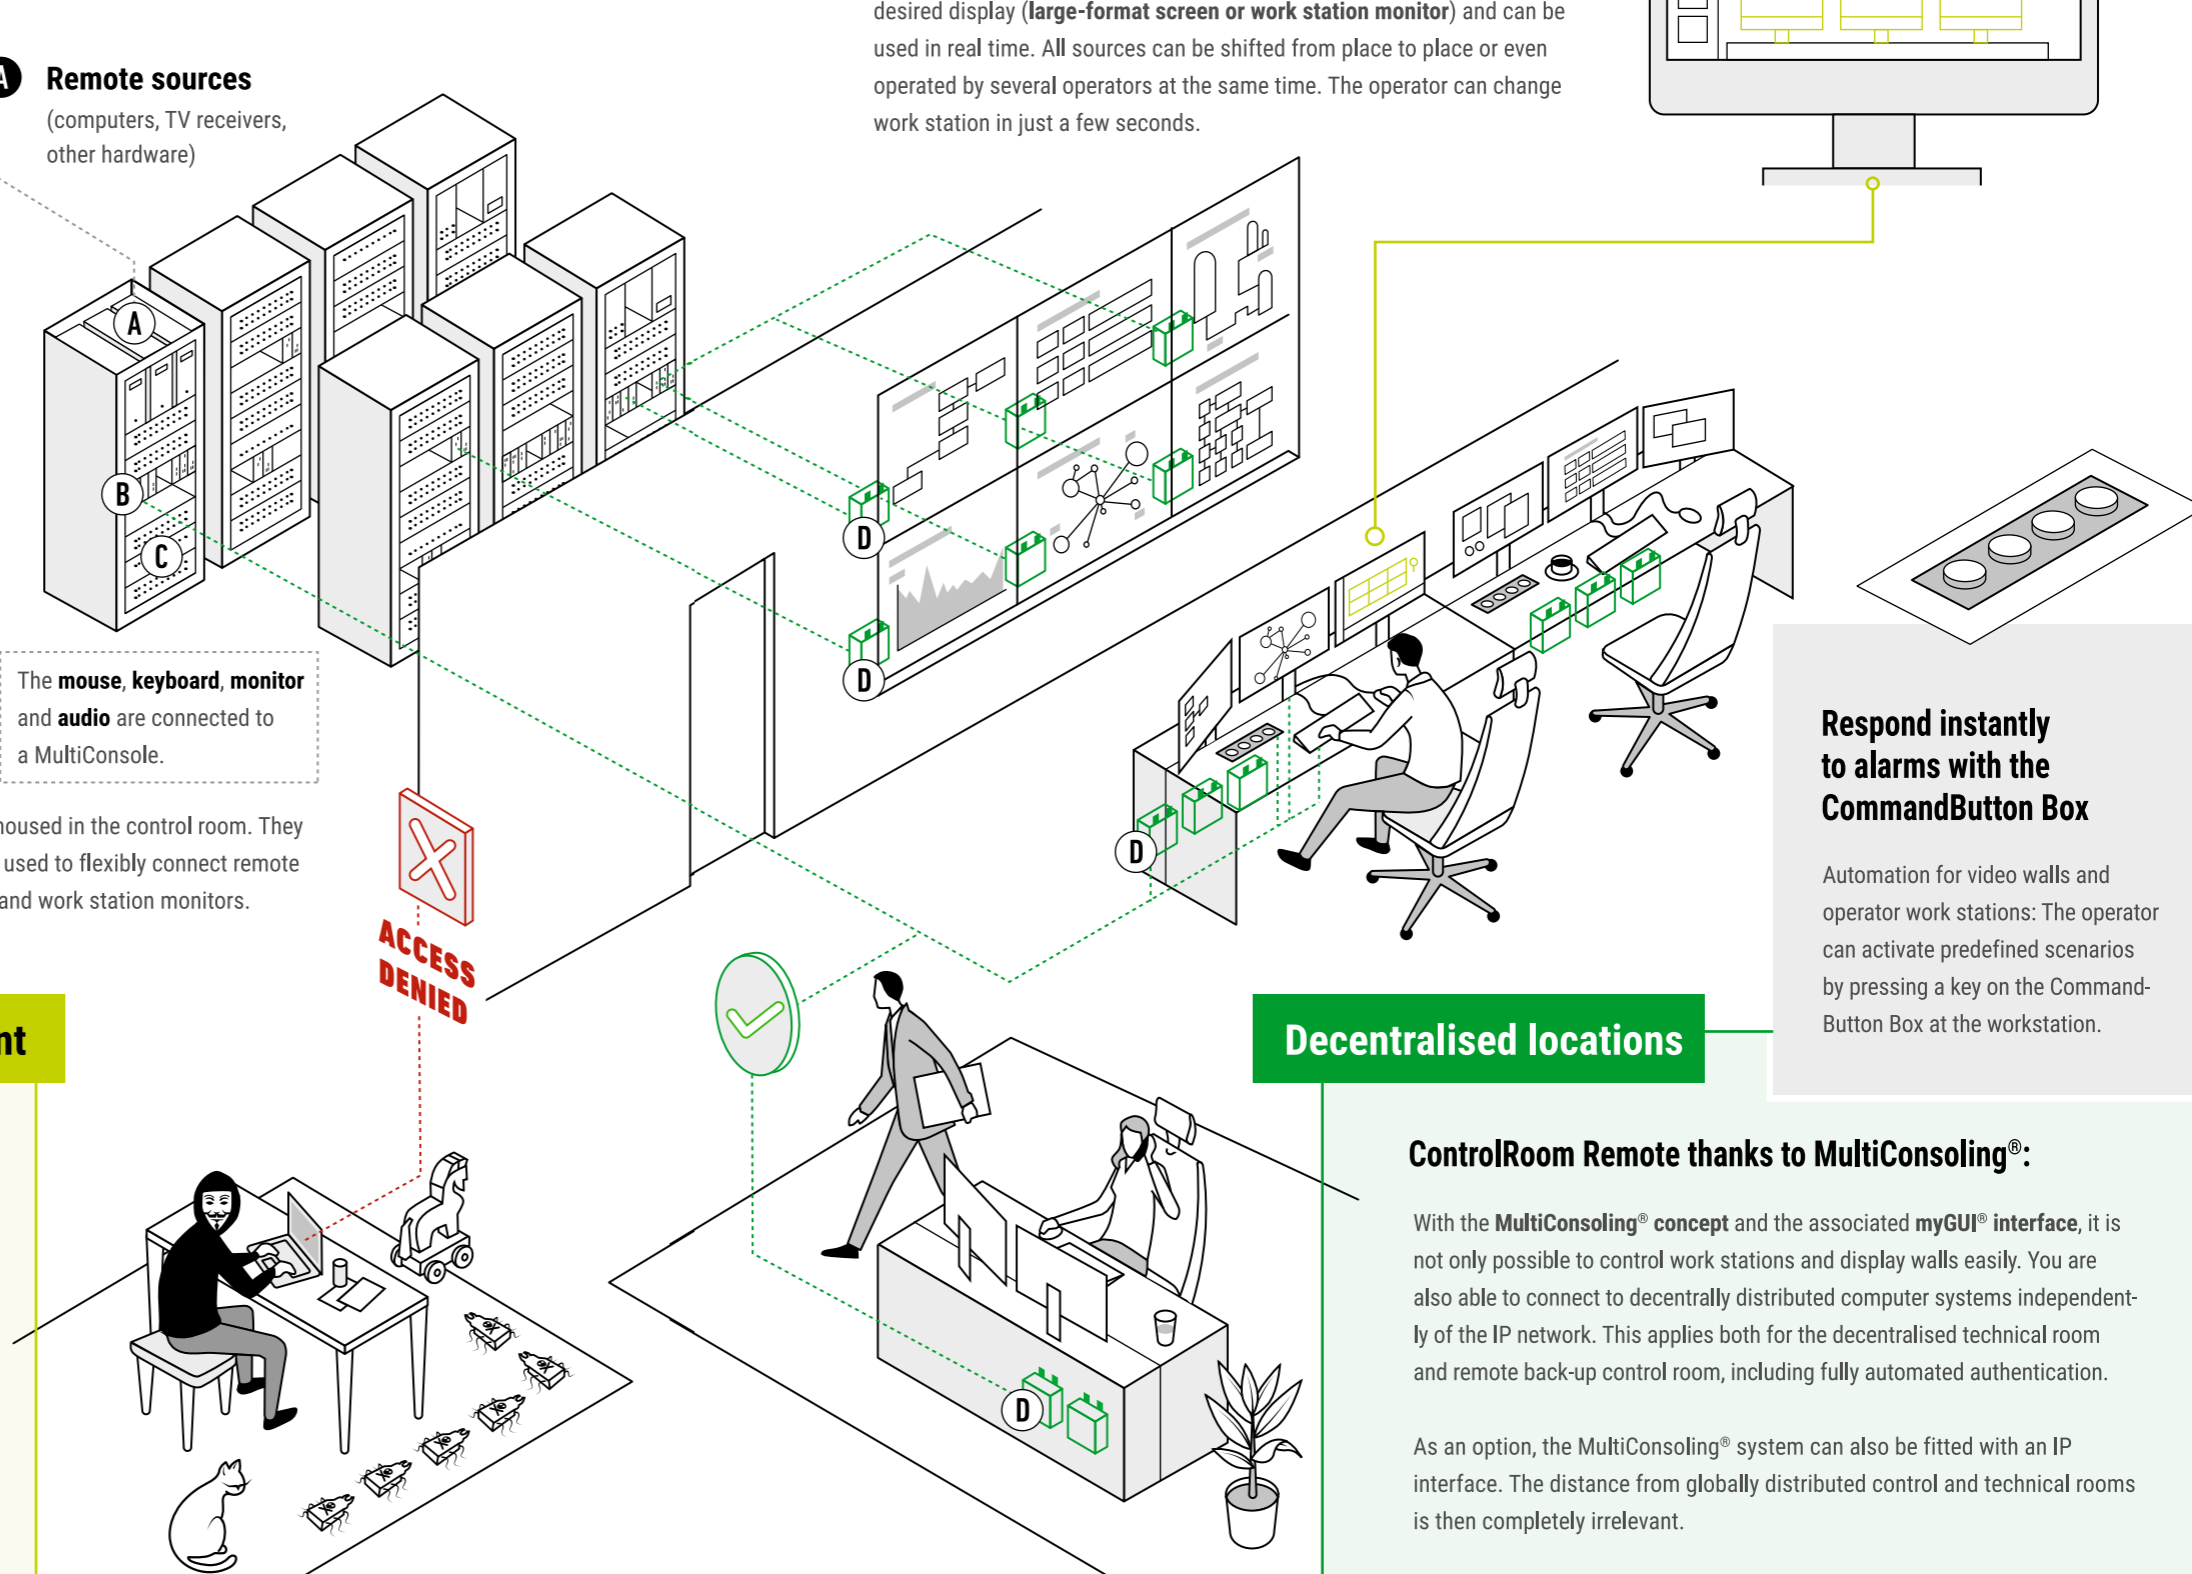 desired display (large-format screen or work station monitor) and can be
used in real time. All sources can be shifted from place to place or even
operated by several operators at the same time. The operator can change
work station in just a few seconds.
A Remote sources
(computers, TV receivers,
other hardware)
A
B
C
D
D
D
D
The mouse, keyboard, monitor
and audio are connected to
a MultiConsole.
housed in the control room. They
used to flexibly connect remote
and work station monitors.
ACCESS
DENIED
nt
Respond instantly
to alarms with the
CommandButton Box
Automation for video walls and
operator work stations: The operator
can activate predefined scenarios
by pressing a key on the Command-
Button Box at the workstation.
Decentralised locations
ControlRoom Remote thanks to MultiConsoling®:
With the MultiConsoling® concept and the associated myGUI® interface, it is
not only possible to control work stations and display walls easily. You are
also able to connect to decentrally distributed computer systems independent-
ly of the IP network. This applies both for the decentralised technical room
and remote back-up control room, including fully automated authentication.
As an option, the MultiConsoling® system can also be fitted with an IP
interface. The distance from globally distributed control and technical rooms
is then completely irrelevant.